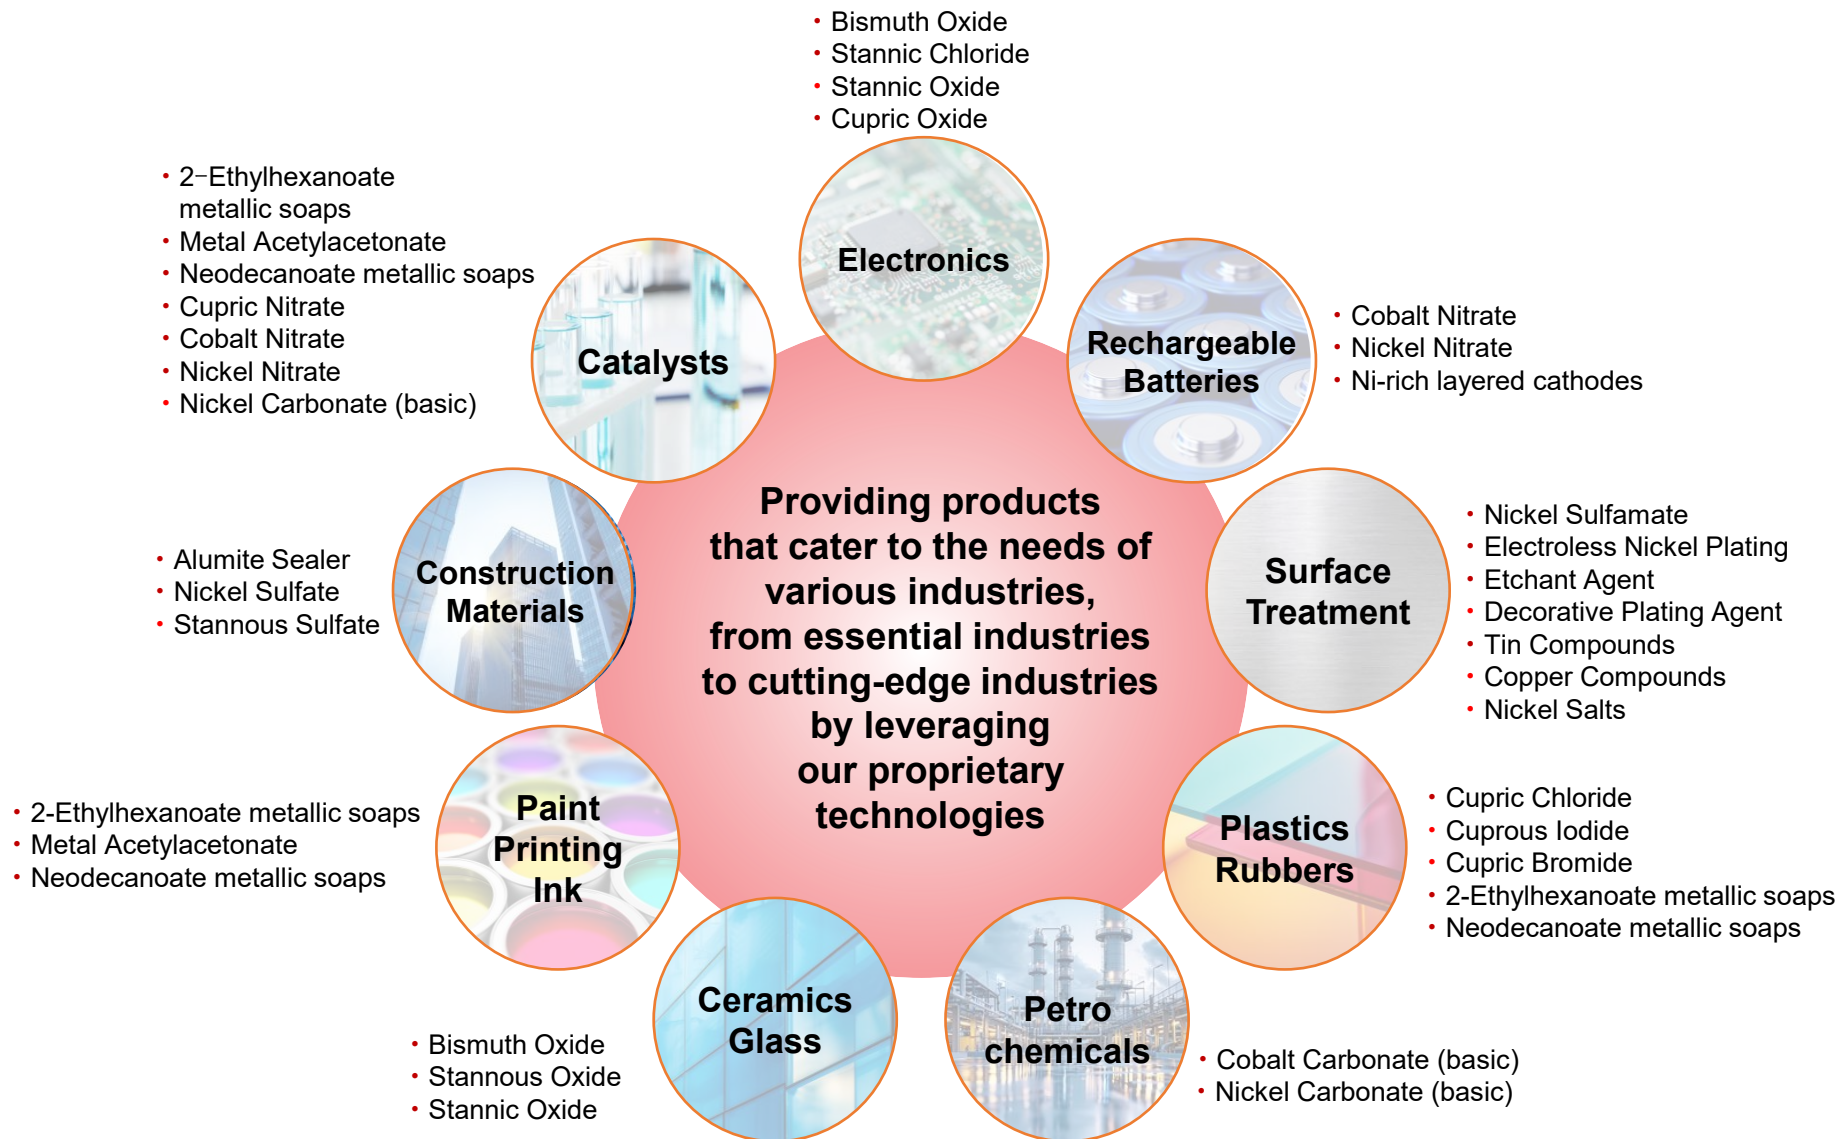 ・Bismuth Oxide
・Stannic Chloride
・Stannic Oxide
・Cupric Oxide
Electronics
・2−Ethylhexanoate
metallic soaps
・Metal Acetylacetonate
・Neodecanoate metallic soaps
・Cupric Nitrate
・Cobalt Nitrate
・Nickel Nitrate
・Nickel Carbonate (basic)
Catalysts
Rechargeable
Batteries
・Cobalt Nitrate
・Nickel Nitrate
・Ni-rich layered cathodes
・Alumite Sealer
・Nickel Sulfate
・Stannous Sulfate
Construction
Materials
Providing products
that cater to the needs of
various industries,
from essential industries
to cutting-edge industries
by leveraging
our proprietary
technologies
Surface
Treatment
・Nickel Sulfamate
・Electroless Nickel Plating
・Etchant Agent
・Decorative Plating Agent
・Tin Compounds
・Copper Compounds
・Nickel Salts
・2-Ethylhexanoate metallic soaps
・Metal Acetylacetonate
・Neodecanoate metallic soaps
Paint
Printing
Ink
Plastics
Rubbers
・Cupric Chloride
・Cuprous Iodide
・Cupric Bromide
・2-Ethylhexanoate metallic soaps
・Neodecanoate metallic soaps
・Bismuth Oxide
・Stannous Oxide
・Stannic Oxide
Ceramics
Glass
Petro
chemicals
・Cobalt Carbonate (basic)
・Nickel Carbonate (basic)